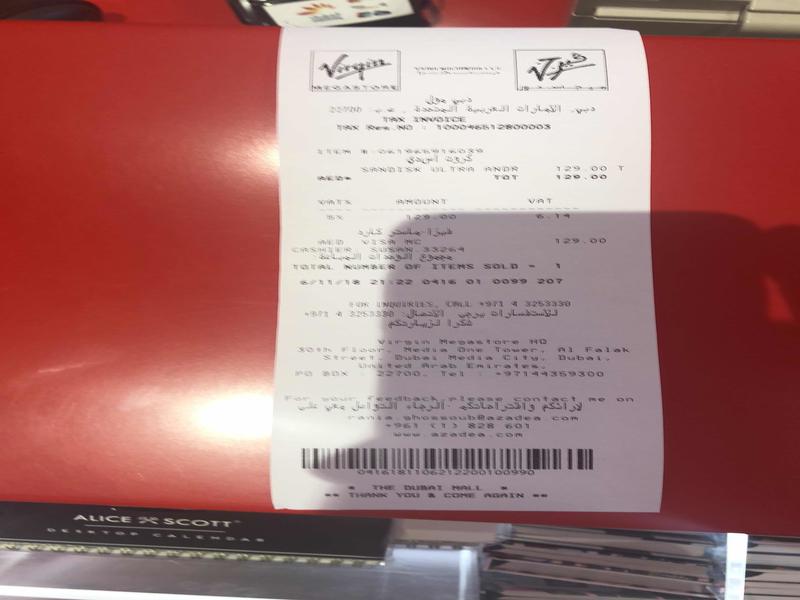 Virgin
MEGASTORE
فيرجن
ميجاستور
دبي مول
دبي، الامارات العربية المتحدة , ص.ب. 22700
TAX INVOICE
TAX Reg.NO : 100046512800003
ITEM #:
SANDISK ULTRA ANDR 129.00 T
AED* TOT 129.00
VAT% AMOUNT VAT
5% 129.00 6.14
فيزا-ماستر كارد
AED VISA MC 129.00
CASHIER: SUSAN.33264
مجموع الوحدات المباعة
TOTAL NUMBER OF ITEMS SOLD = 1
6/11/18 21:22 0416 01 0099 207
FOR INQUIRIES, CALL +971 4 3253330
للاستفسارات يرجى الاتصال: 3253330 4 971+
شكرا لزيارتكم
Virgin Megastore HQ
30th Floor, Media One Tower, Al Falak
Street, Dubai Media City, Dubai,
United Arab Emirates.
PO BOX : 22700, Tel : +97144359300
For your feedback please contact me on
لارائكم واقتراحاتكم الرجاء التواصل معي على
rania.ghossoub@azadea.com
+961 (1) 828 601
www.azadea.com
0416181106212200100990
* THE DUBAI MALL *
** THANK YOU & COME AGAIN **
ALICE SCOTT
DESKTOP CALENDAR